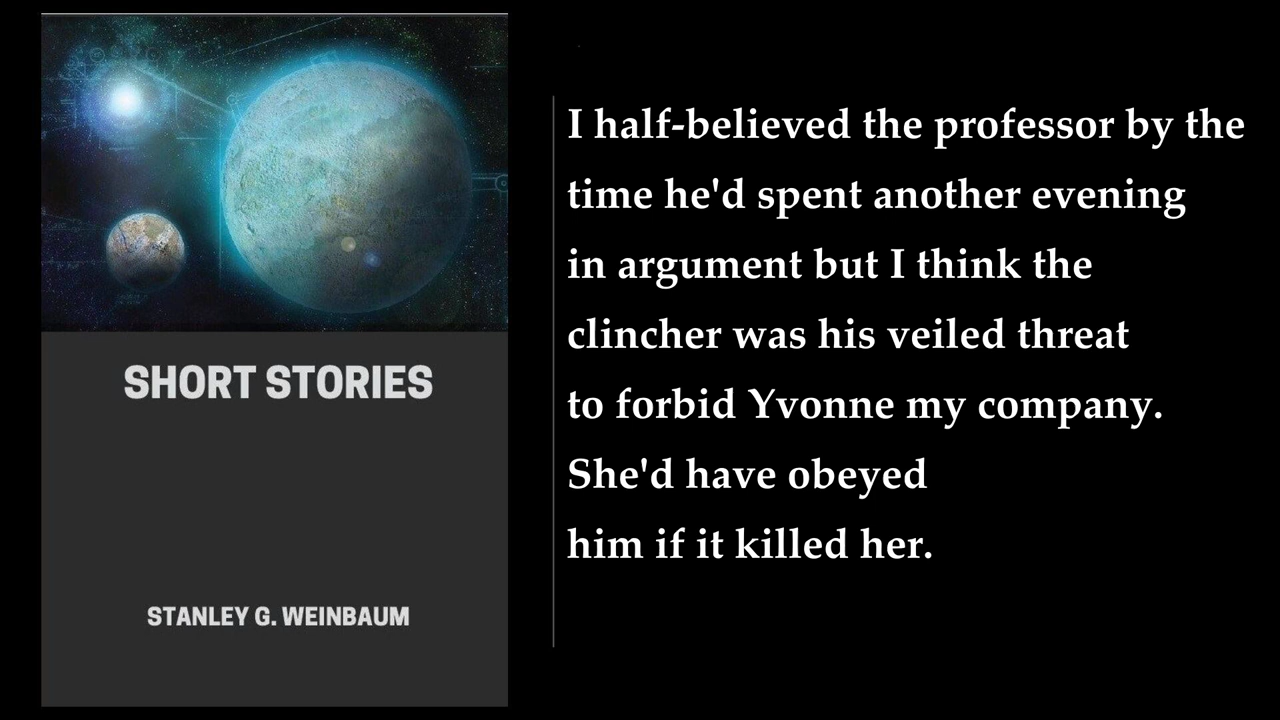 SHORT STORIES
STANLEY G. WEINBAUM
I half-believed the professor by the
time he'd spent another evening
in argument but I think the
clincher was his veiled threat
to forbid Yvonne my company.
She'd have obeyed
him if it killed her.